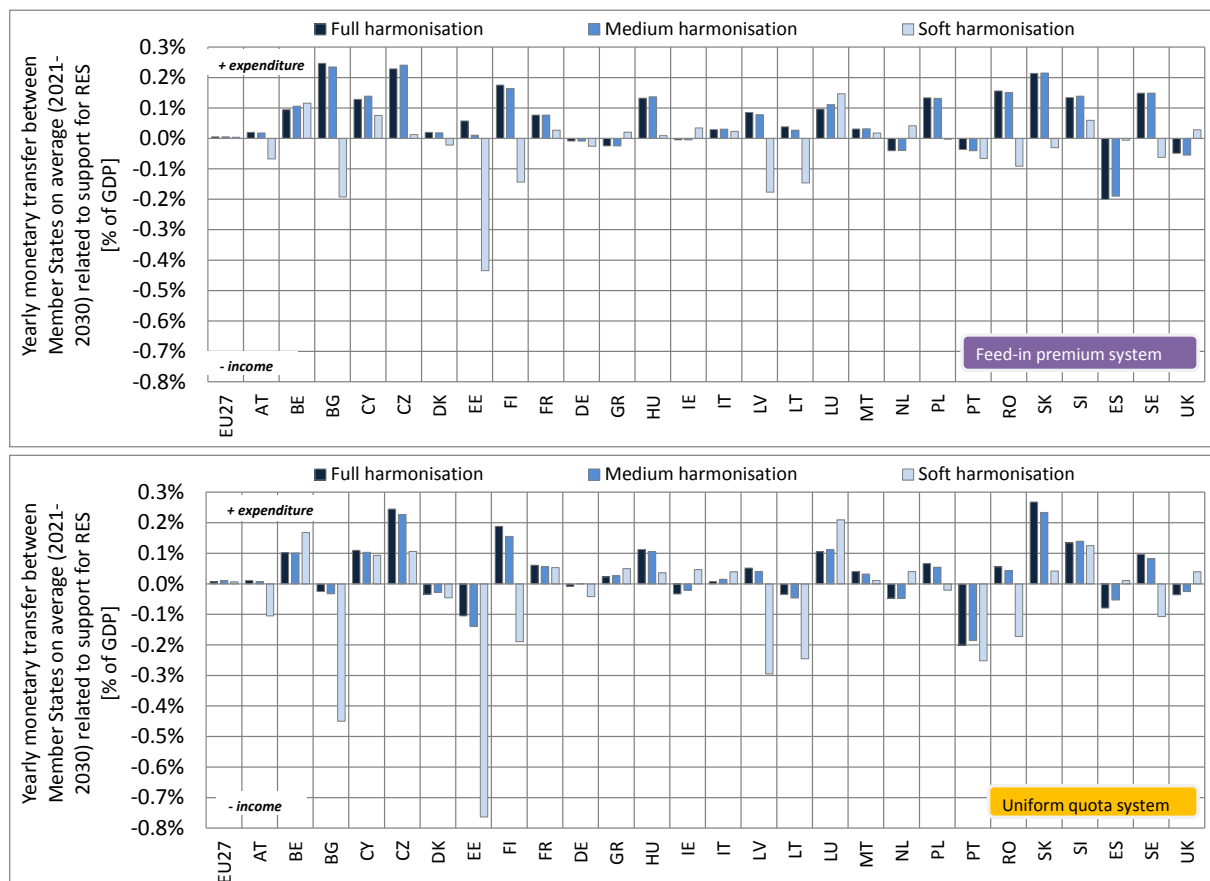 Full harmonisation Medium harmonisation Soft harmonisation
Yearly monetary transfer between
Member States on average (2021-
2030) related to support for RES
[% of GDP]
0.3%
0.2%
0.1%
0.0%
-0.1%
-0.2%
-0.3%
-0.4%
-0.5%
-0.6%
-0.7%
-0.8%
+ expenditure
- income
Feed-in premium system
EU27 AT BE BG CY CZ DK EE FI FR DE GR HU IE IT LV LT LU MT NL PL PT RO SK SI ES SE UK
Full harmonisation Medium harmonisation Soft harmonisation
Yearly monetary transfer between
Member States on average (2021-
2030) related to support for RES
[% of GDP]
0.3%
0.2%
0.1%
0.0%
-0.1%
-0.2%
-0.3%
-0.4%
-0.5%
-0.6%
-0.7%
-0.8%
+ expenditure
- income
Uniform quota system
EU27 AT BE BG CY CZ DK EE FI FR DE GR HU IE IT LV LT LU MT NL PL PT RO SK SI ES SE UK